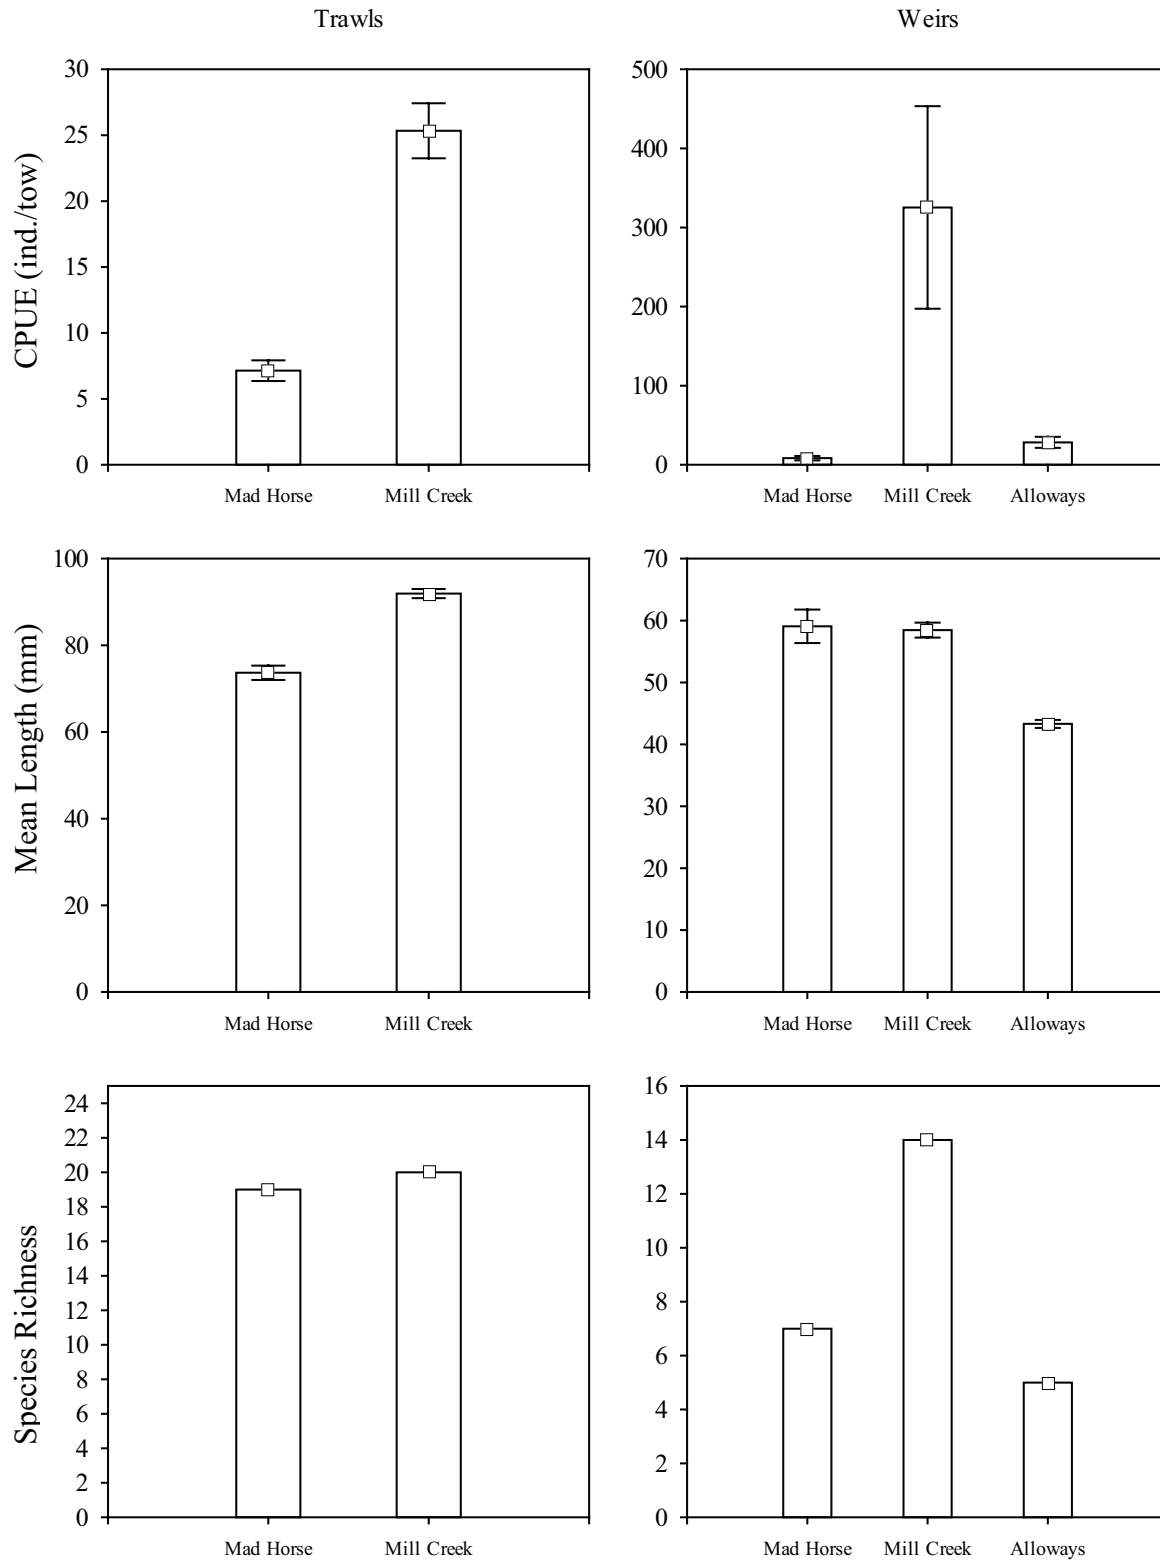 Trawls
Weirs
CPUE (ind./tow)
30
25
20
15
10
5
0
Mad Horse
Mill Creek
500
400
300
200
100
0
Mad Horse
Mill Creek
Alloways
Mean Length (mm)
100
80
60
40
20
0
Mad Horse
Mill Creek
70
60
50
40
30
20
10
0
Mad Horse
Mill Creek
Alloways
Species Richness
24
22
20
18
16
14
12
10
8
6
4
2
0
Mad Horse
Mill Creek
16
14
12
10
8
6
4
2
0
Mad Horse
Mill Creek
Alloways